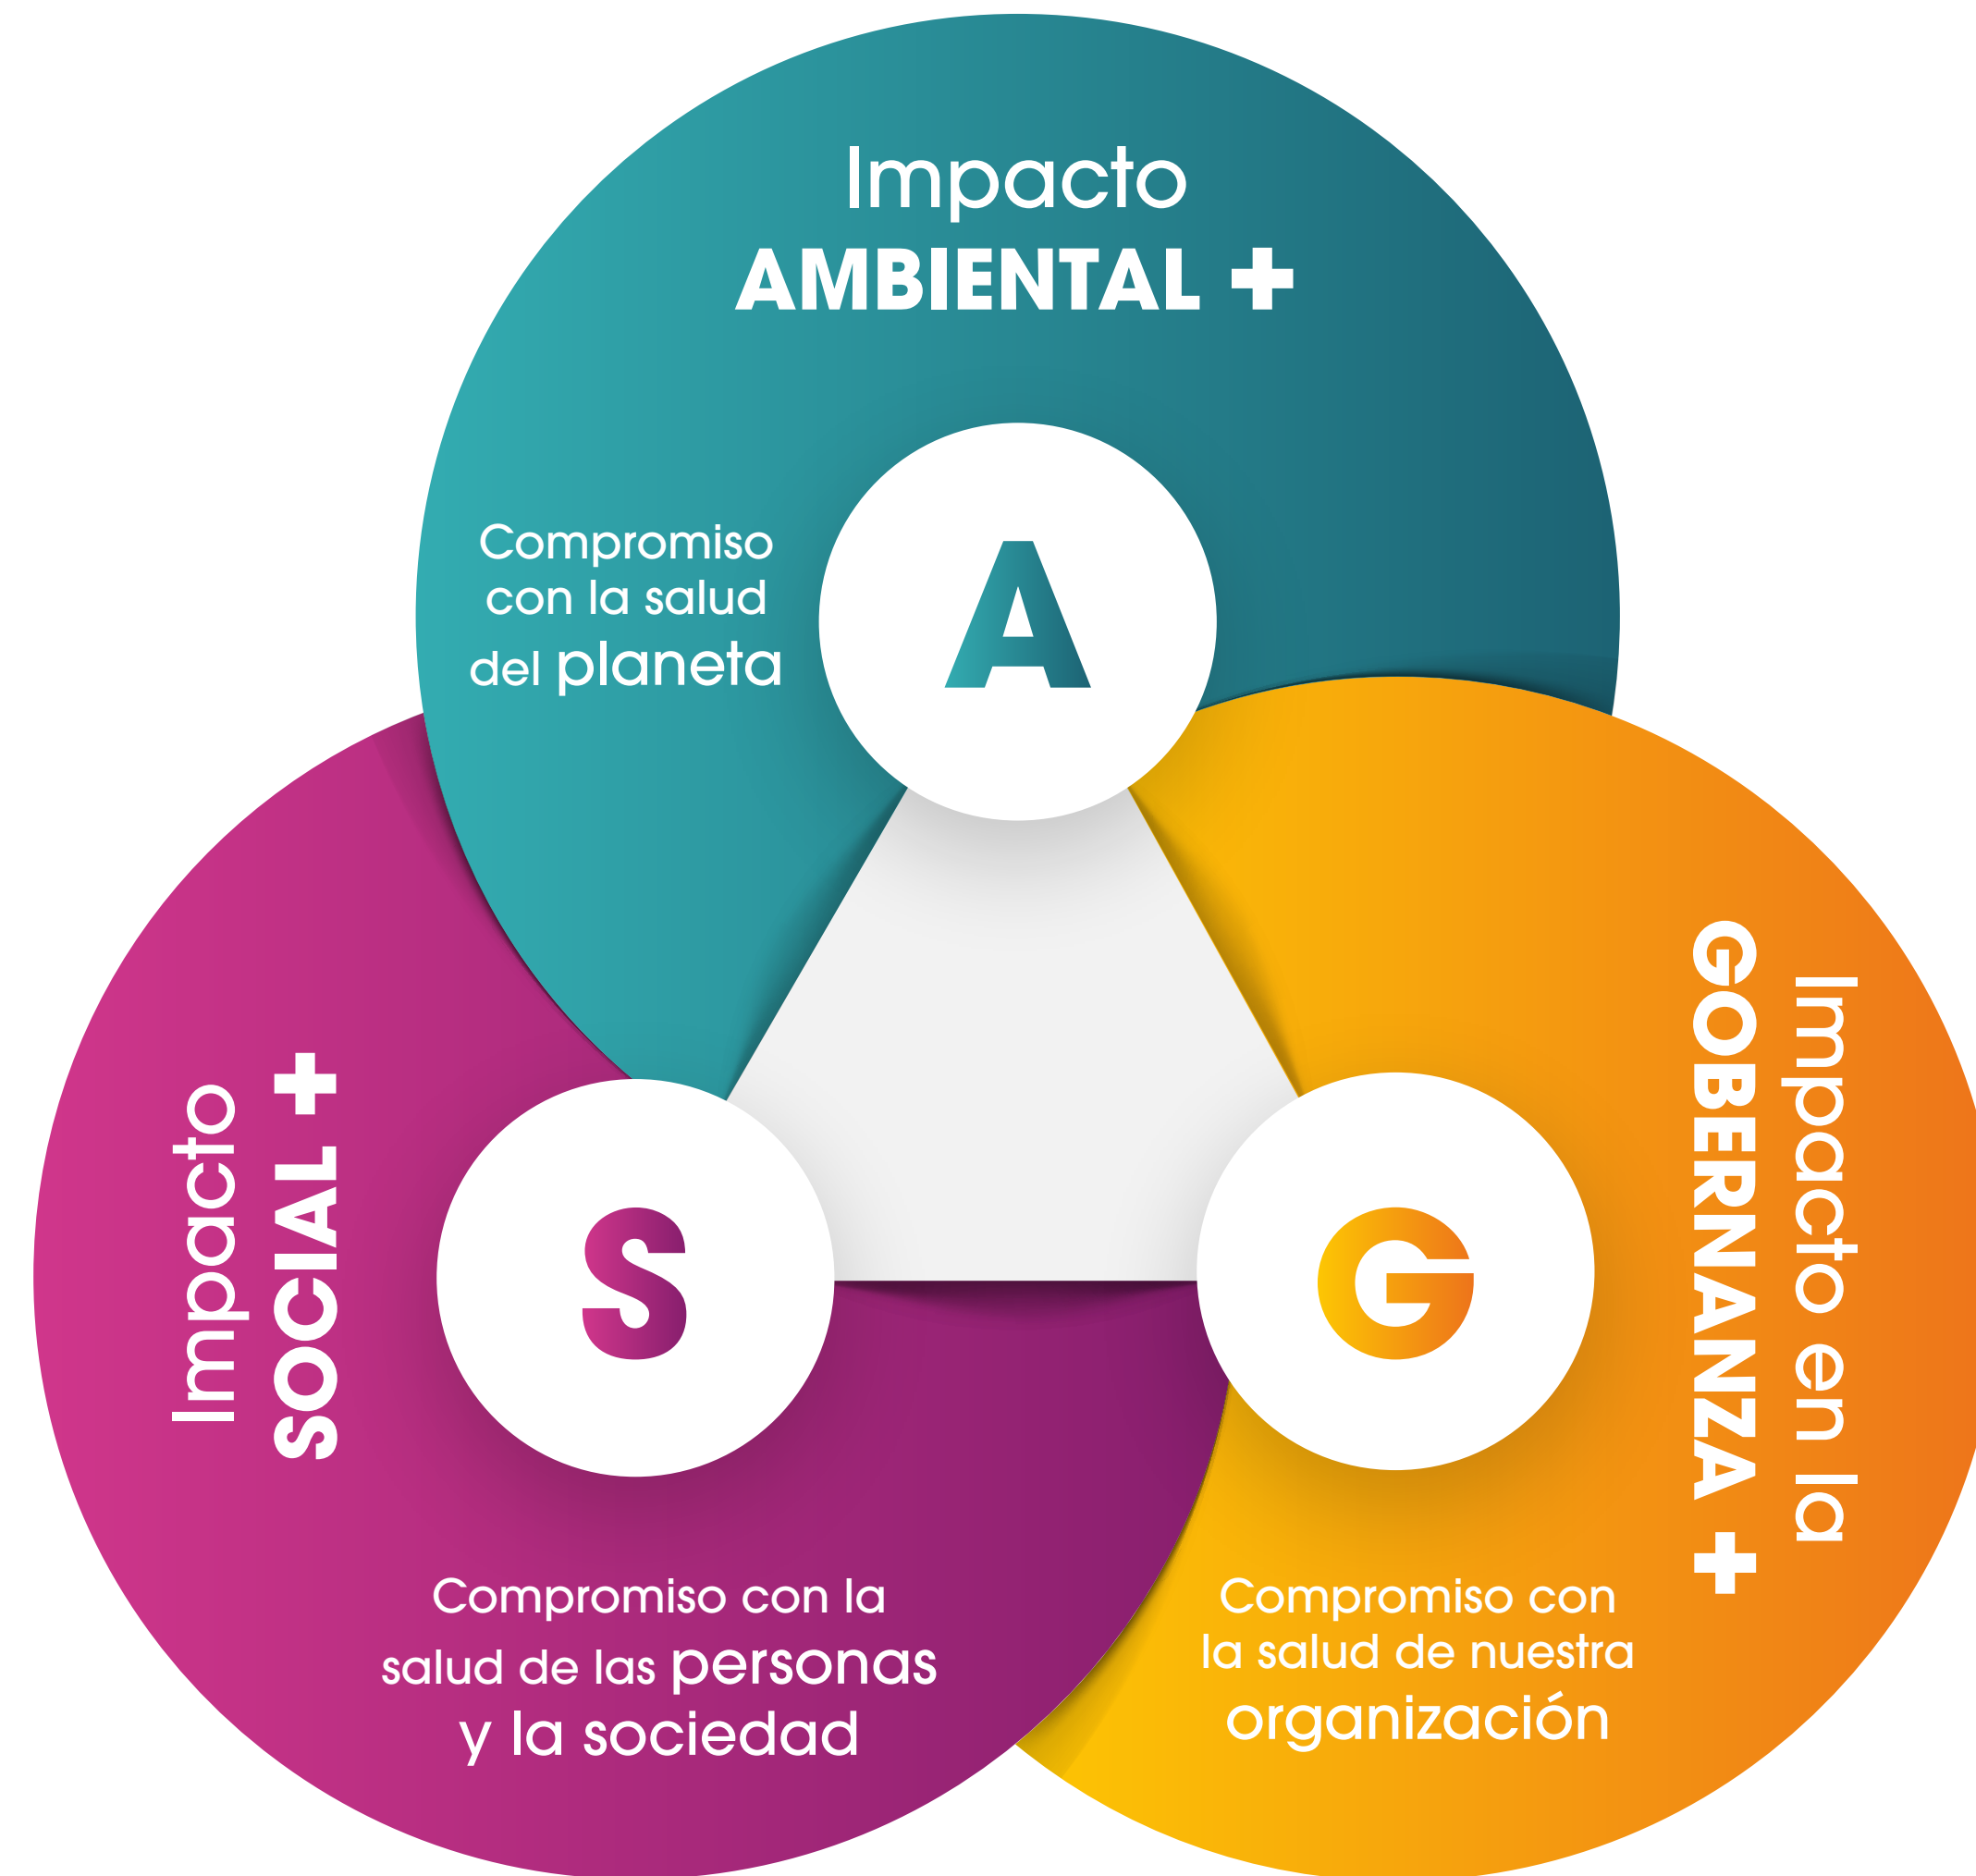 Impacto
AMBIENTAL +
Compromiso
con la salud
del planeta
A
Impacto
SOCIAL +
S
Compromiso con la
salud de las personas
y la sociedad
G
Impacto en la
GOBERNANZA +
Compromiso con
la salud de nuestra
organización